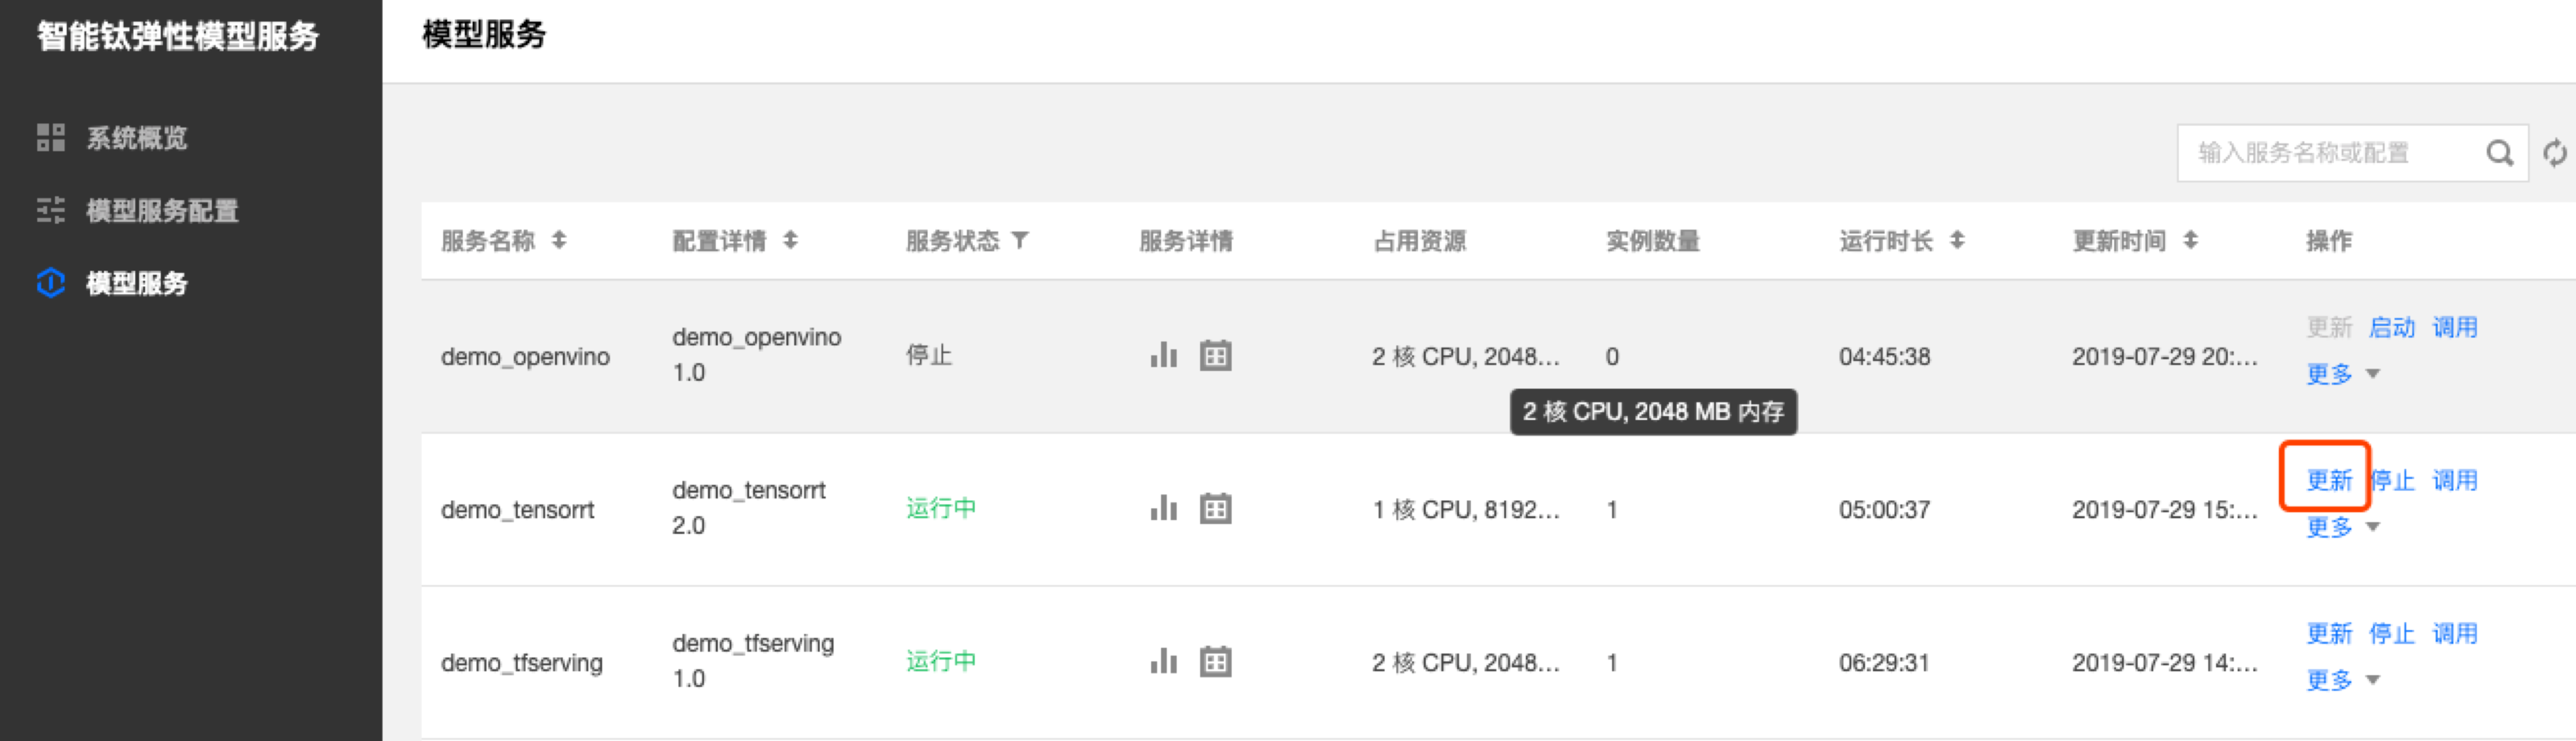 智能钛弹性模型服务
系统概览
模型服务配置
模型服务
模型服务
输入服务名称或配置
服务名称 配置详情 服务状态 服务详情 占用资源 实例数量 运行时长 更新时间 操作
demo_openvino demo_openvino 1.0 停止 2 核 CPU, 2048... 0 04:45:38 2019-07-29 20:... 更新 启动 调用
更多
2 核 CPU, 2048 MB 内存
demo_tensorrt demo_tensorrt 2.0 运行中 1 核 CPU, 8192... 1 05:00:37 2019-07-29 15:... 更新 停止 调用
更多
demo_tfserving demo_tfserving 1.0 运行中 2 核 CPU, 2048... 1 06:29:31 2019-07-29 14:... 更新 停止 调用
更多